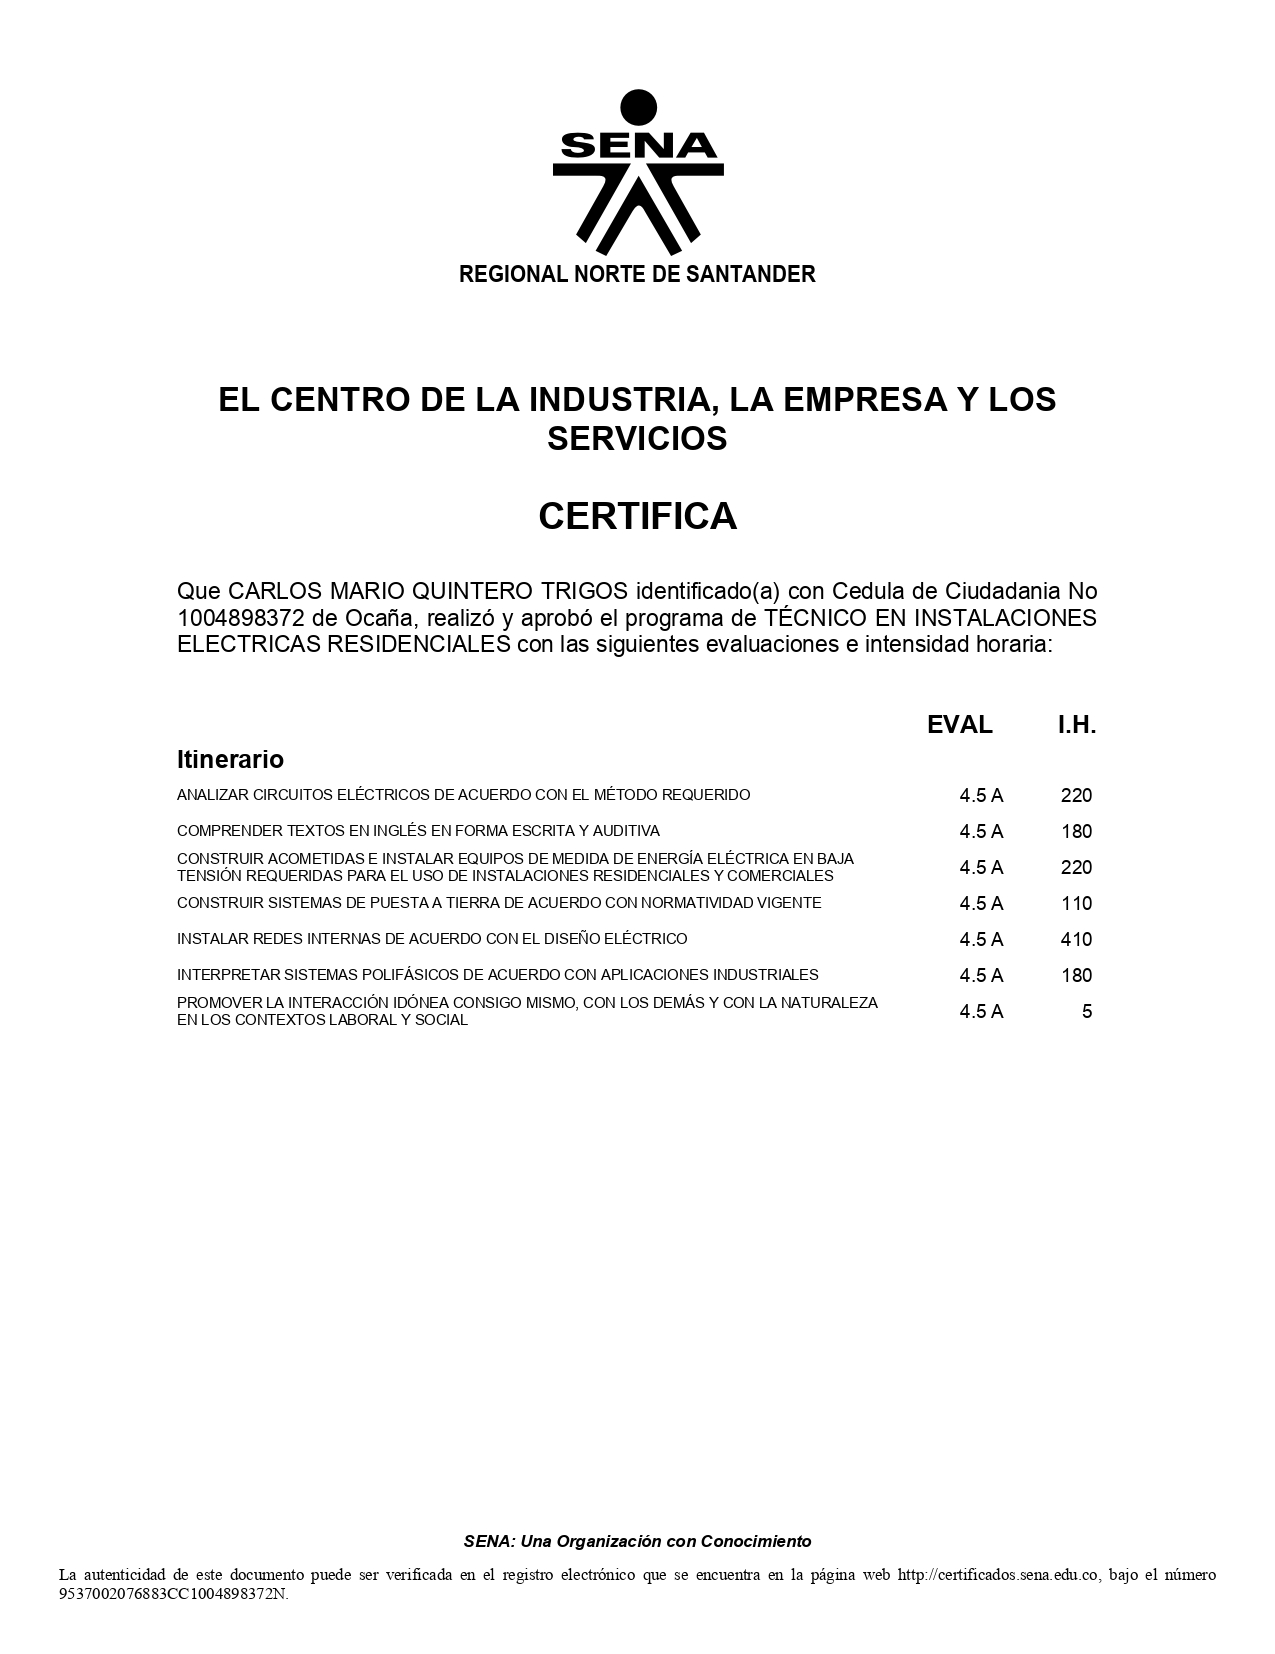 SENA
REGIONAL NORTE DE SANTANDER
EL CENTRO DE LA INDUSTRIA, LA EMPRESA Y LOS
SERVICIOS
CERTIFICA
Que CARLOS MARIO QUINTERO TRIGOS identificado(a) con Cedula de Ciudadania No
1004898372 de Ocaña, realizó y aprobó el programa de TÉCNICO EN INSTALACIONES
ELECTRICAS RESIDENCIALES con las siguientes evaluaciones e intensidad horaria:
EVAL I.H.
Itinerario
ANALIZAR CIRCUITOS ELÉCTRICOS DE ACUERDO CON EL MÉTODO REQUERIDO 4.5 A 220
COMPRENDER TEXTOS EN INGLÉS EN FORMA ESCRITA Y AUDITIVA 4.5 A 180
CONSTRUIR ACOMETIDAS E INSTALAR EQUIPOS DE MEDIDA DE ENERGÍA ELÉCTRICA EN BAJA
TENSIÓN REQUERIDAS PARA EL USO DE INSTALACIONES RESIDENCIALES Y COMERCIALES 4.5 A 220
CONSTRUIR SISTEMAS DE PUESTA A TIERRA DE ACUERDO CON NORMATIVIDAD VIGENTE 4.5 A 110
INSTALAR REDES INTERNAS DE ACUERDO CON EL DISEÑO ELÉCTRICO 4.5 A 410
INTERPRETAR SISTEMAS POLIFÁSICOS DE ACUERDO CON APLICACIONES INDUSTRIALES 4.5 A 180
PROMOVER LA INTERACCIÓN IDÓNEA CONSIGO MISMO, CON LOS DEMÁS Y CON LA NATURALEZA
EN LOS CONTEXTOS LABORAL Y SOCIAL 4.5 A 5
SENA: Una Organización con Conocimiento
La autenticidad de este documento puede ser verificada en el registro electrónico que se encuentra en la página web http://certificados.sena.edu.co, bajo el número
9537002076883CC1004898372N.